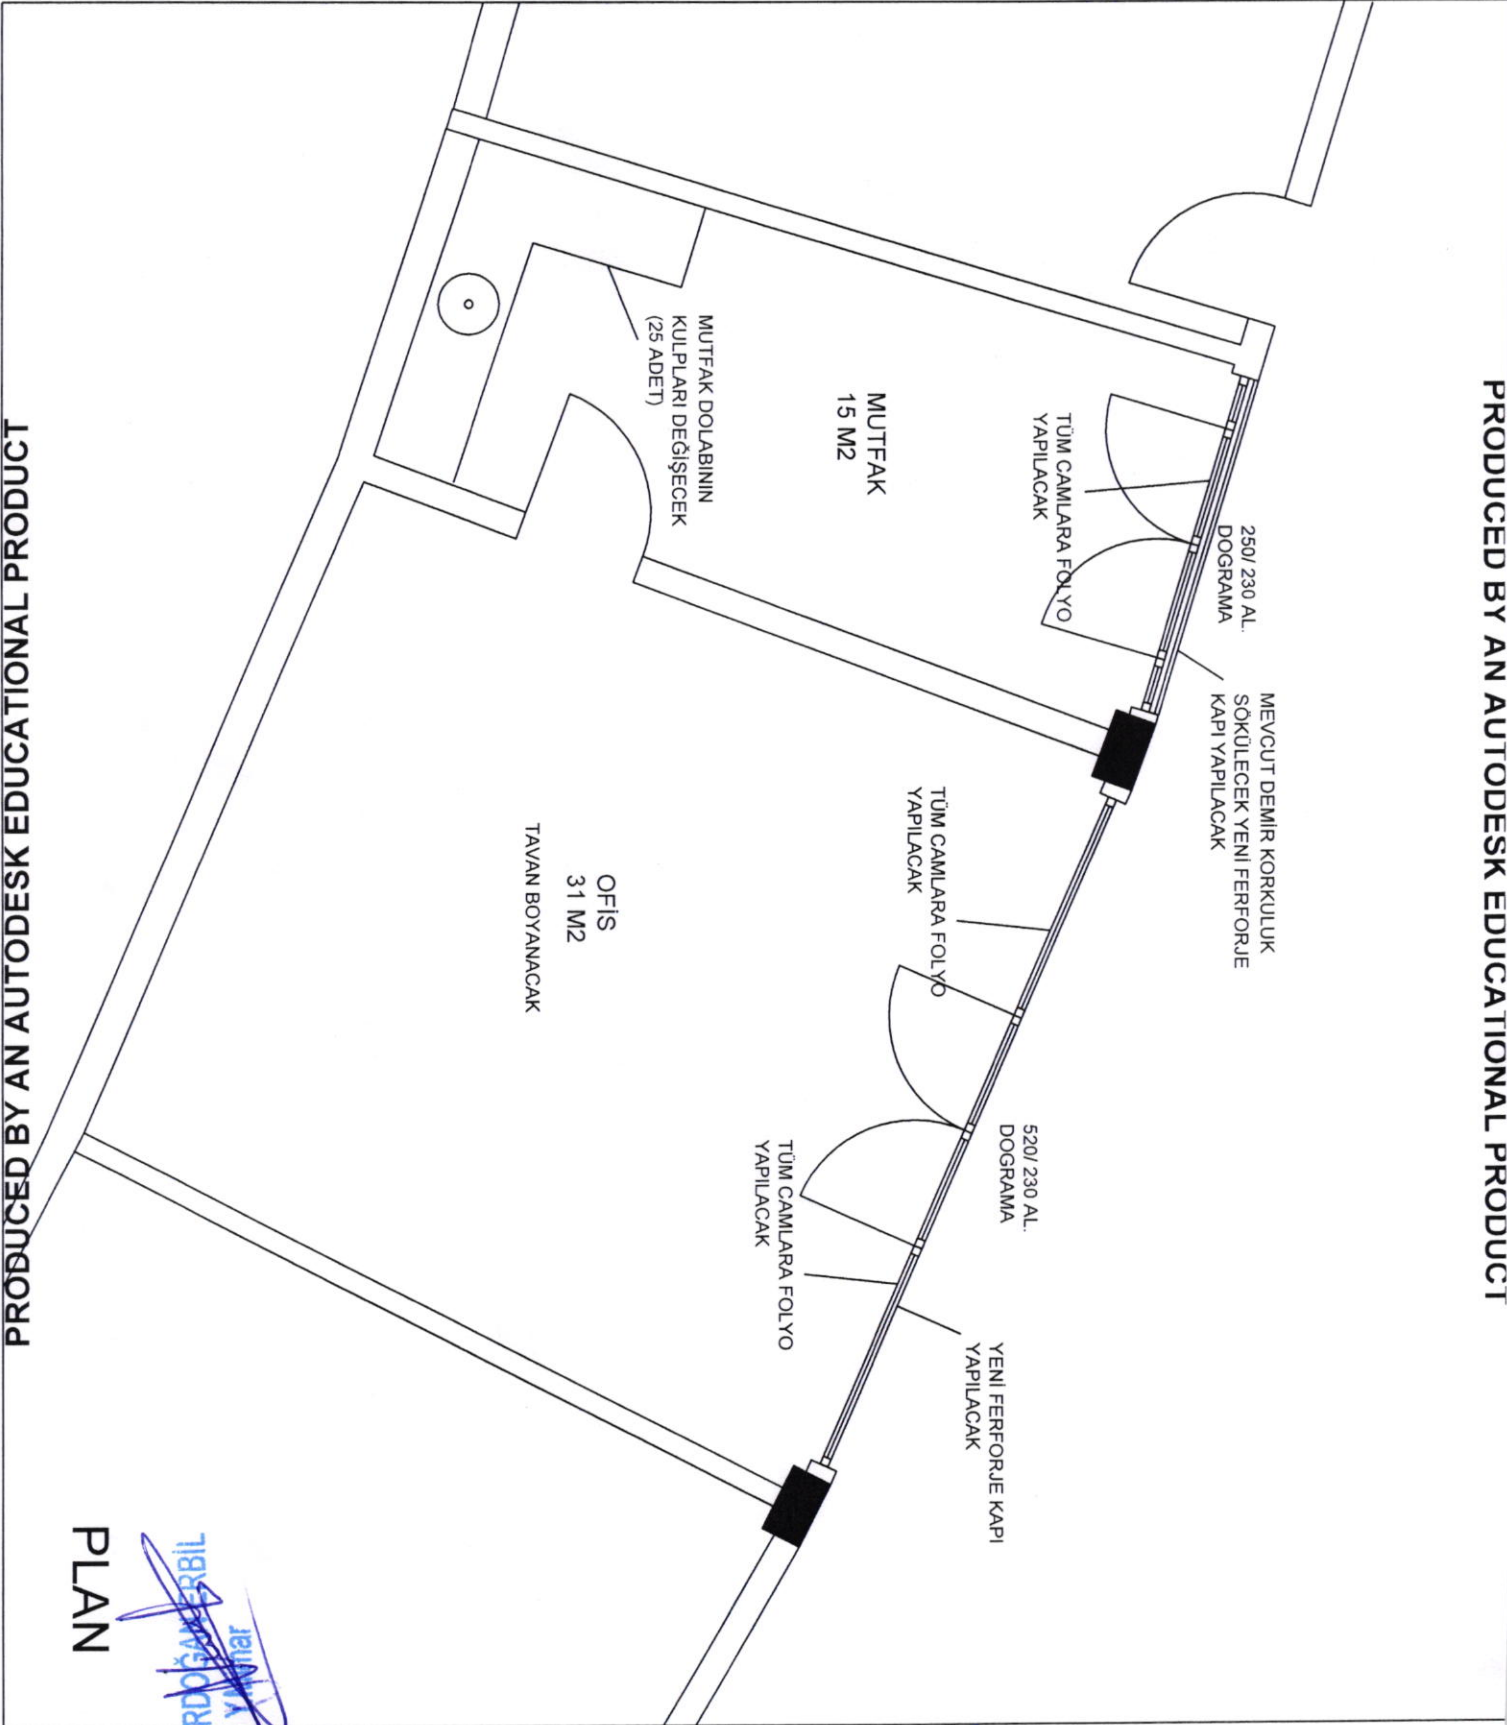 PRODUCED BY AN AUTODESK EDUCATIONAL PRODUCT
250/ 230 AL.
DOGRAMA
MEVCUT DEMİR KORKULUK
SÖKÜLECEK YENİ FERFORJE
KAPI YAPILACAK
TÜM CAMLARA FOLYO
YAPILACAK
MUTFAK
15 M2
MUTFAK DOLABININ
KULPLARI DEĞİŞECEK
(25 ADET)
TÜM CAMLARA FOLYO
YAPILACAK
520/ 230 AL.
DOGRAMA
TÜM CAMLARA FOLYO
YAPILACAK
YENİ FERFORJE KAPI
YAPILACAK
OFİS
31 M2
TAVAN BOYANACAK
PLAN
PRODUCED BY AN AUTODESK EDUCATIONAL PRODUCT